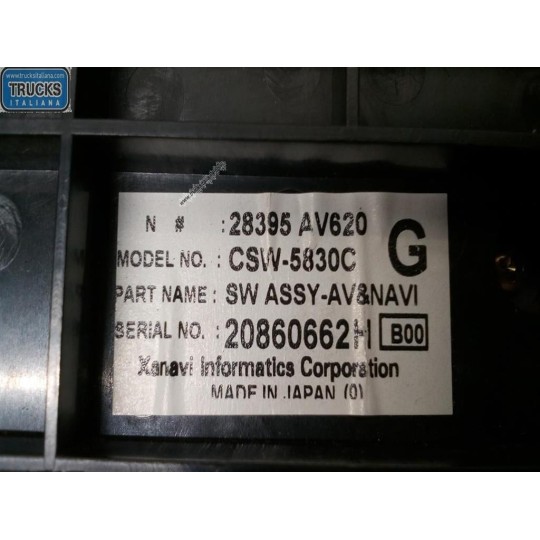 www.trucksitaliana.com
TRUCKS
ITALIANA
N # : 28395 AV620
G
MODEL NO. : CSW-5830C
PART NAME : SW ASSY-AV&NAVI
SERIAL NO. : 20860662H B00
Xanavi Informatics Corporation
MADE IN JAPAN (0)